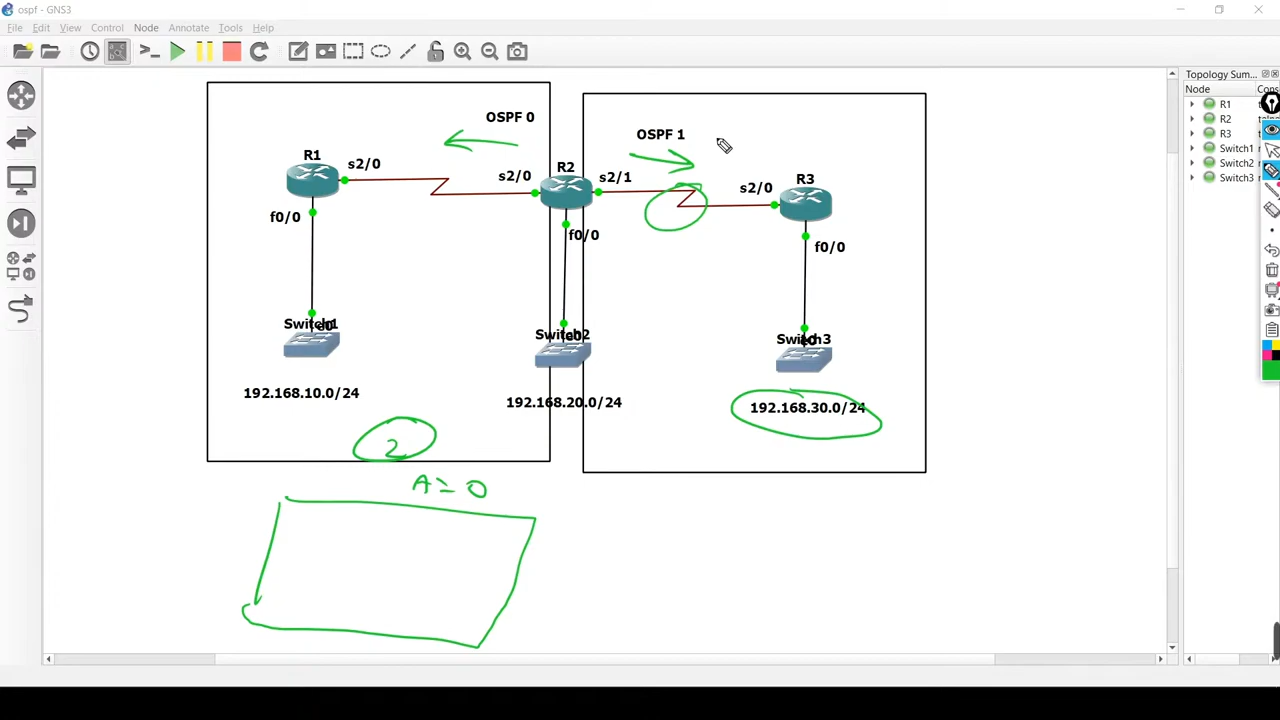 ospf - GNS3
File Edit View Control Node Annotate Tools Help
Topology Sum...
Node Cons
R1
R2
R3
Switch1
Switch2
Switch3
OSPF 0
OSPF 1
R1
s2/0
R2
s2/0
s2/1
s2/0
R3
f0/0
f0/0
f0/0
Switch1
Switch2
Switch3
192.168.10.0/24
192.168.20.0/24
192.168.30.0/24
2
A = 0